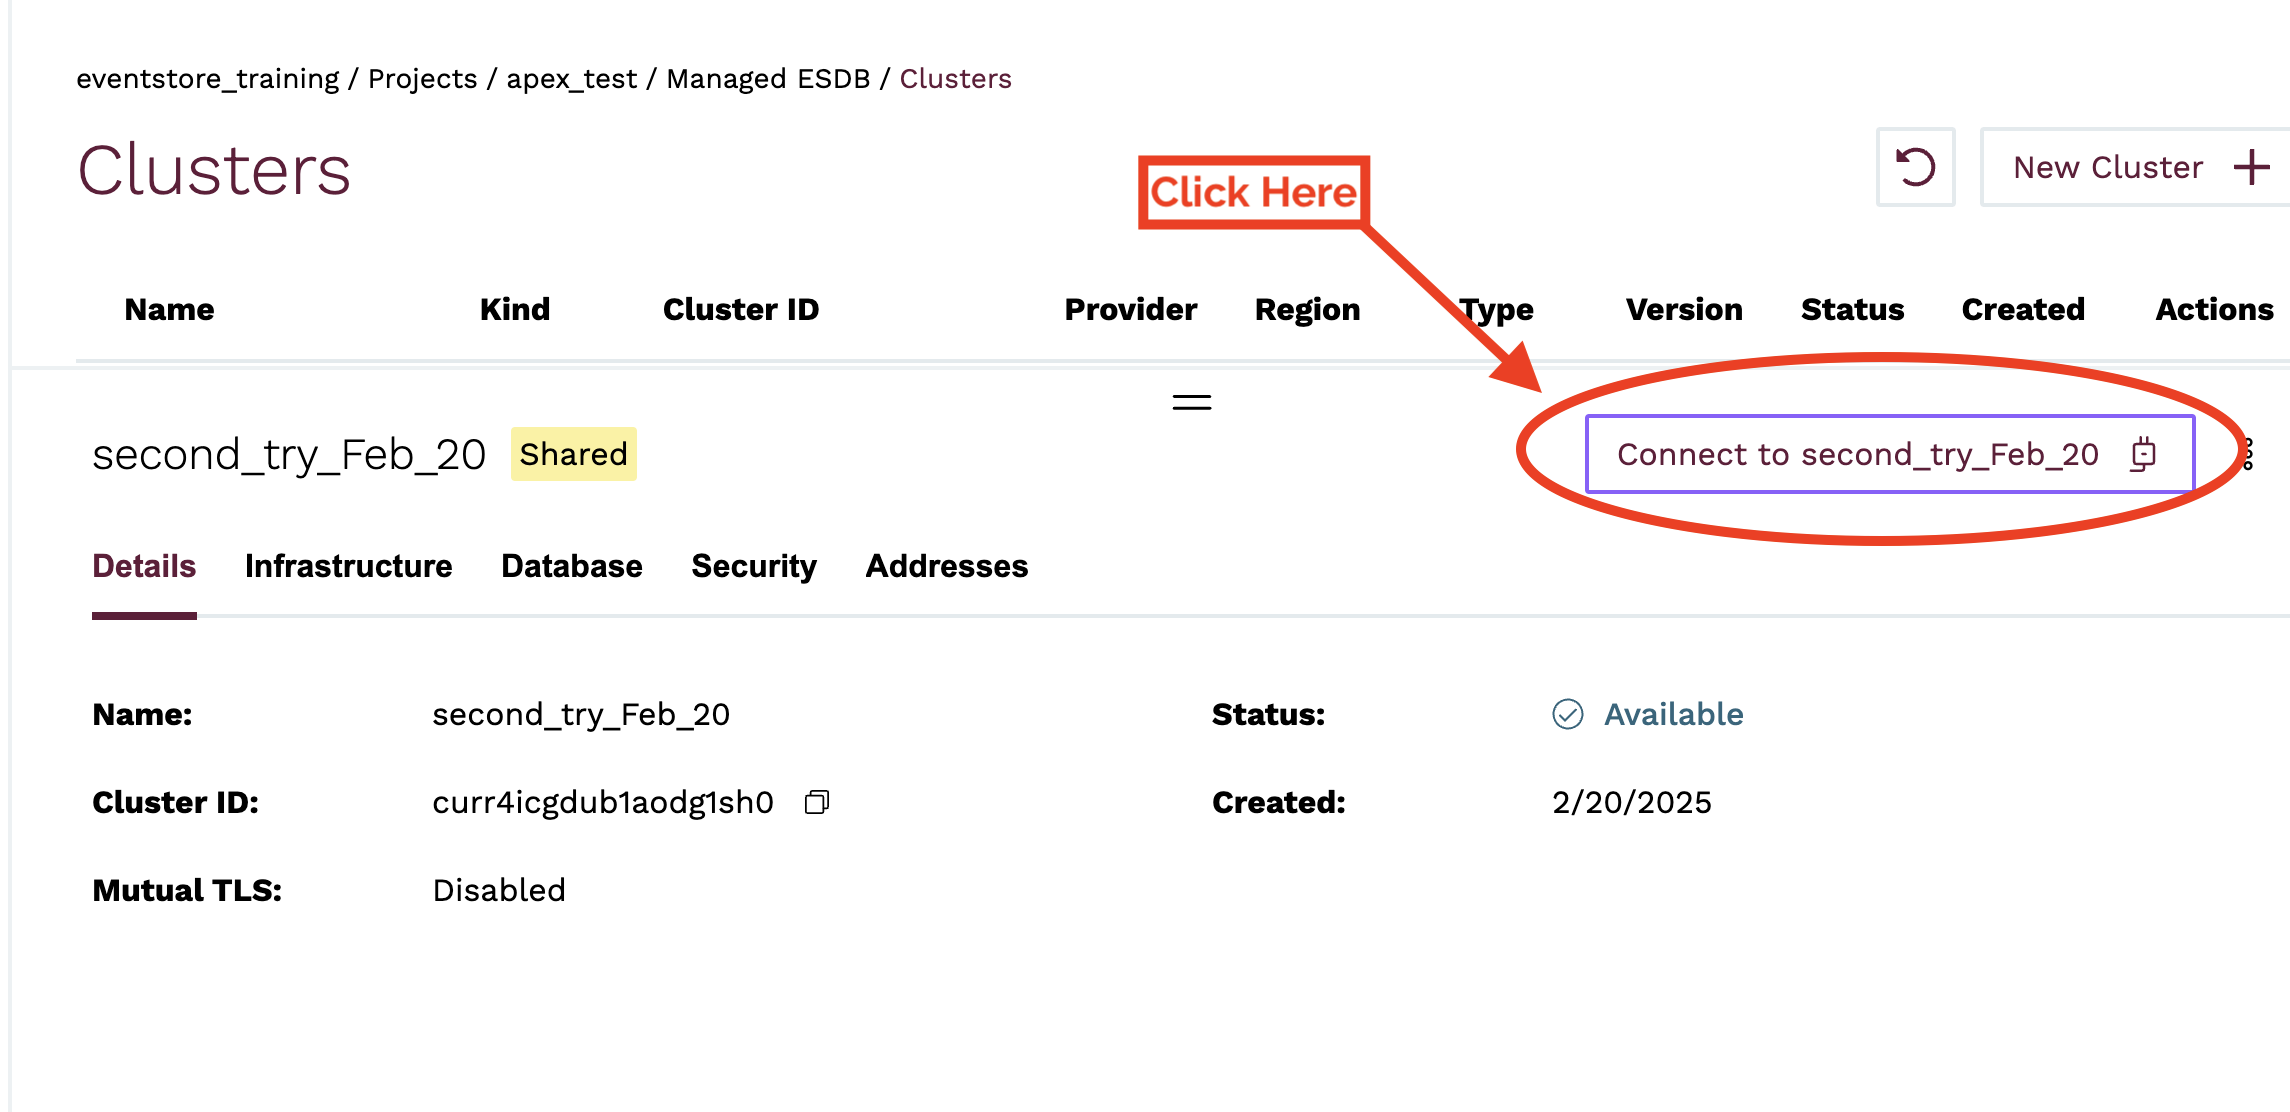 eventstore_training / Projects / apex_test / Managed ESDB / Clusters
Clusters
Click Here
New Cluster
Name Kind Cluster ID Provider Region Type Version Status Created Actions
second_try_Feb_20 Shared
Connect to second_try_Feb_20
Details Infrastructure Database Security Addresses
Name: second_try_Feb_20 Status: Available
Cluster ID: curr4icgdub1aodg1sh0 Created: 2/20/2025
Mutual TLS: Disabled